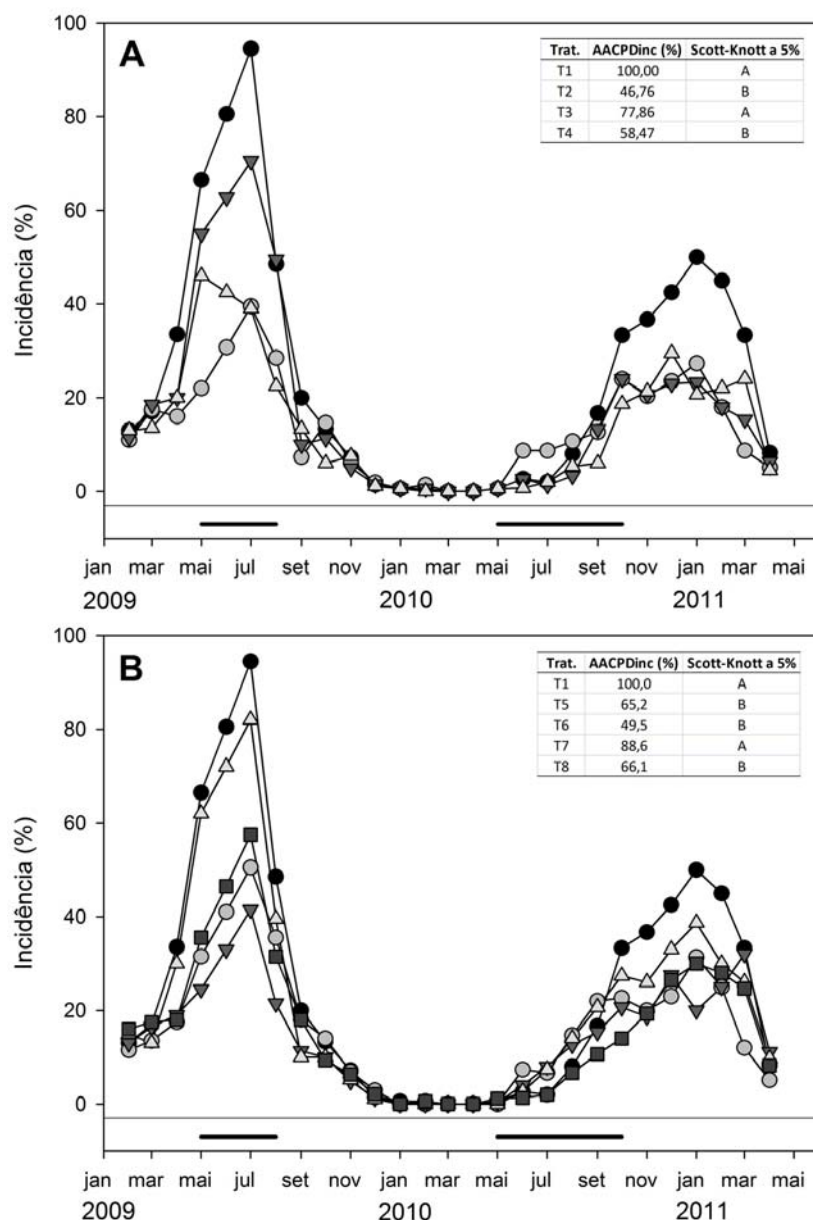 A
Trat. AACPDinc (%) Scott-Knott a 5%
T1 100,00 A
T2 46,76 B
T3 77,86 A
T4 58,47 B
Incidência (%)
100
80
60
40
20
0
jan mar mai jul set nov jan mar mai jul set nov jan mar mai
2009 2010 2011
B
Trat. AACPDinc (%) Scott-Knott a 5%
T1 100,0 A
T5 65,2 B
T6 49,5 B
T7 88,6 A
T8 66,1 B
Incidência (%)
100
80
60
40
20
0
jan mar mai jul set nov jan mar mai jul set nov jan mar mai
2009 2010 2011